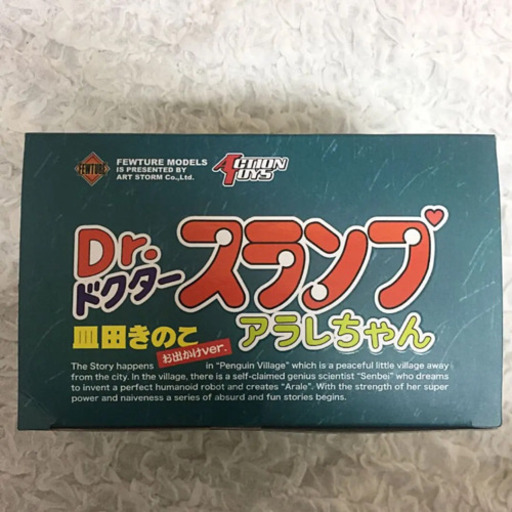 FEWTURE
FEWTURE MODELS
IS PRESENTED BY
ART STORM Co.,Ltd.
ACTION
TOYS
Dr.スランプ
ドクター
アラレちゃん
皿田きのこ
お出かけver.
The Story happens in "Penguin Village" which is a peaceful little village away
from the city. In the village, there is a self-claimed genius scientist "Senbei" who dreams
to invent a perfect humanoid robot and creates "Arale". With the strength of her super
power and naiveness a series of absurd and fun stories begins.